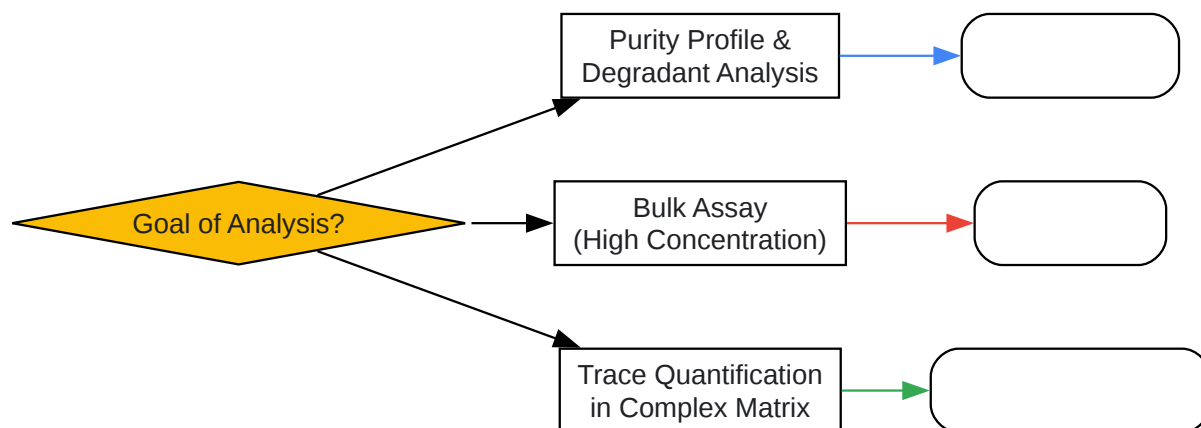 Purity Profile &
Degradant Analysis
Goal of Analysis?
Bulk Assay
(High Concentration)
Trace Quantification
in Complex Matrix